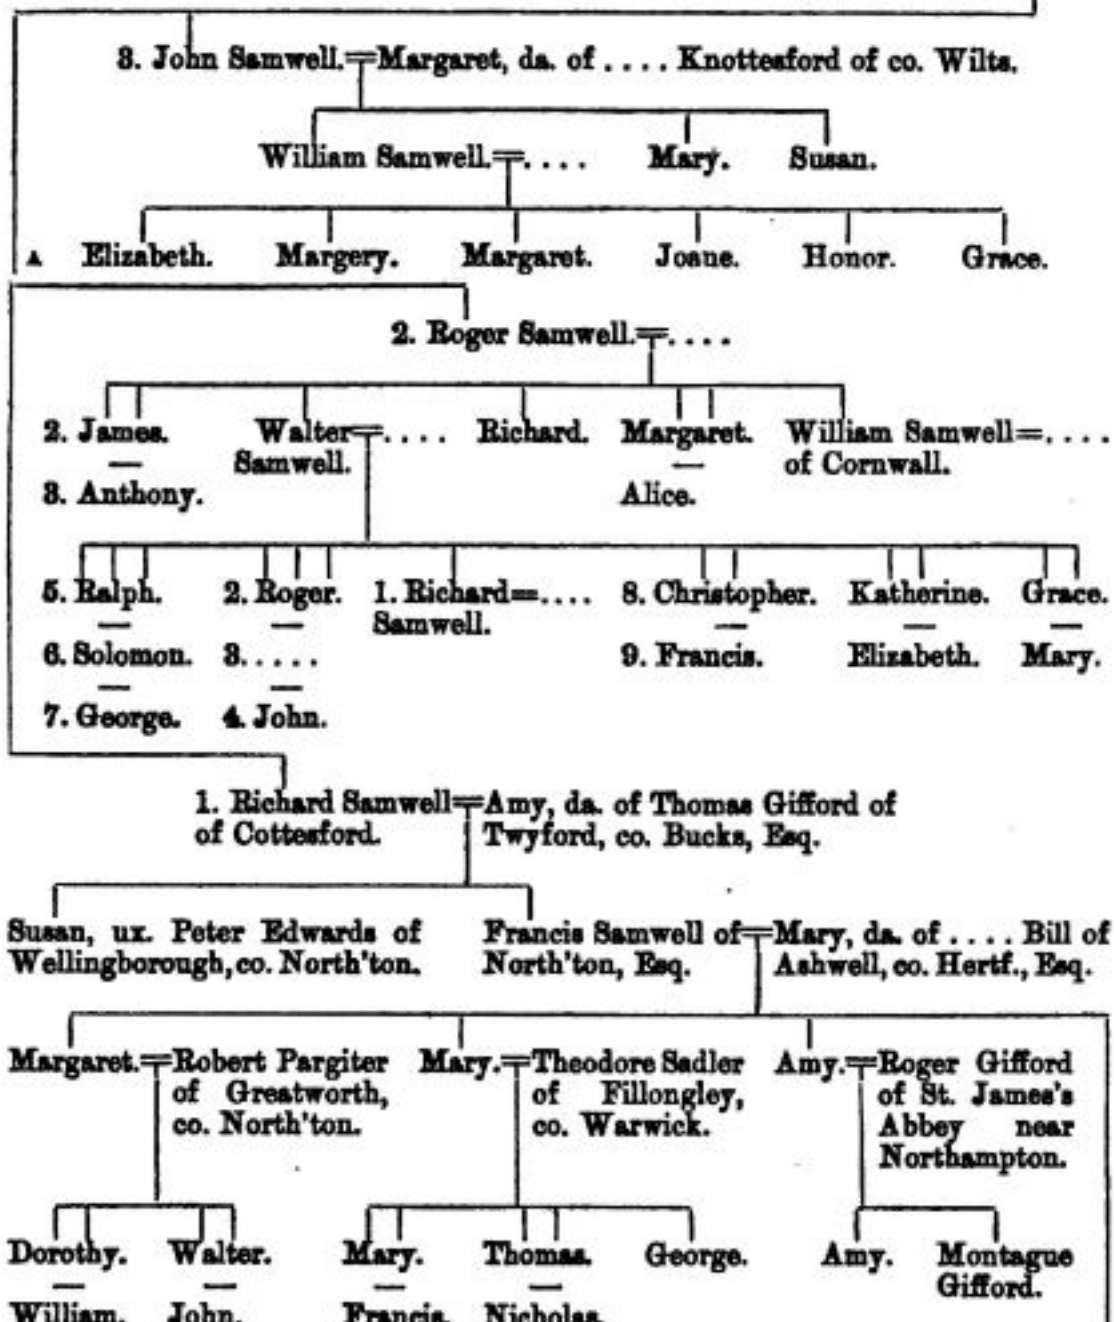 3. John Samwell.=Margaret, da. of .... Knottesford of co. Wilts.
William Samwell.=.... Mary. Susan.
A Elizabeth. Margery. Margaret. Joane. Honor. Grace.
2. Roger Samwell.=....
2. James. Walter=.... Richard. Margaret. William Samwell=....
Samwell. — of Cornwall.
3. Anthony. Alice.
5. Ralph. 2. Roger. 1. Richard=.... 8. Christopher. Katherine. Grace.
Samwell.
6. Solomon. 3..... 9. Francis. Elizabeth. Mary.
7. George. 4. John.
1. Richard Samwell=Amy, da. of Thomas Gifford of
of Cottesford. Twyford, co. Bucks, Esq.
Susan, ux. Peter Edwards of Francis Samwell of=Mary, da. of .... Bill of
Wellingborough, co. North'ton. North'ton, Esq. Ashwell, co. Hertf., Esq.
Margaret.=Robert Pargiter Mary.=Theodore Sadler Amy.=Roger Gifford
of Greatworth, of Fillongley, of St. James's
co. North'ton. co. Warwick. Abbey near
Northampton.
Dorothy. Walter. Mary. Thomas. George. Amy. Montague
Gifford.
William. John. Francis. Nicholas.